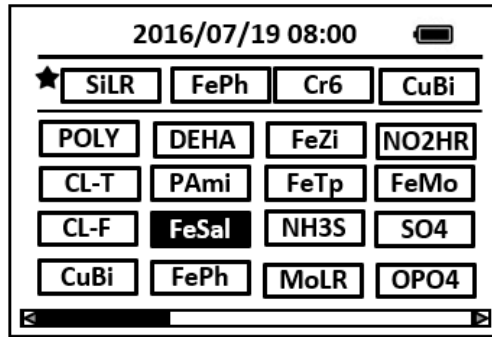 2016/07/19 08:00
SiLR FePh Cr6 CuBi
POLY DEHA FeZi NO2HR
CL-T PAmi FeTp FeMo
CL-F FeSal NH3S SO4
CuBi FePh MoLR OPO4